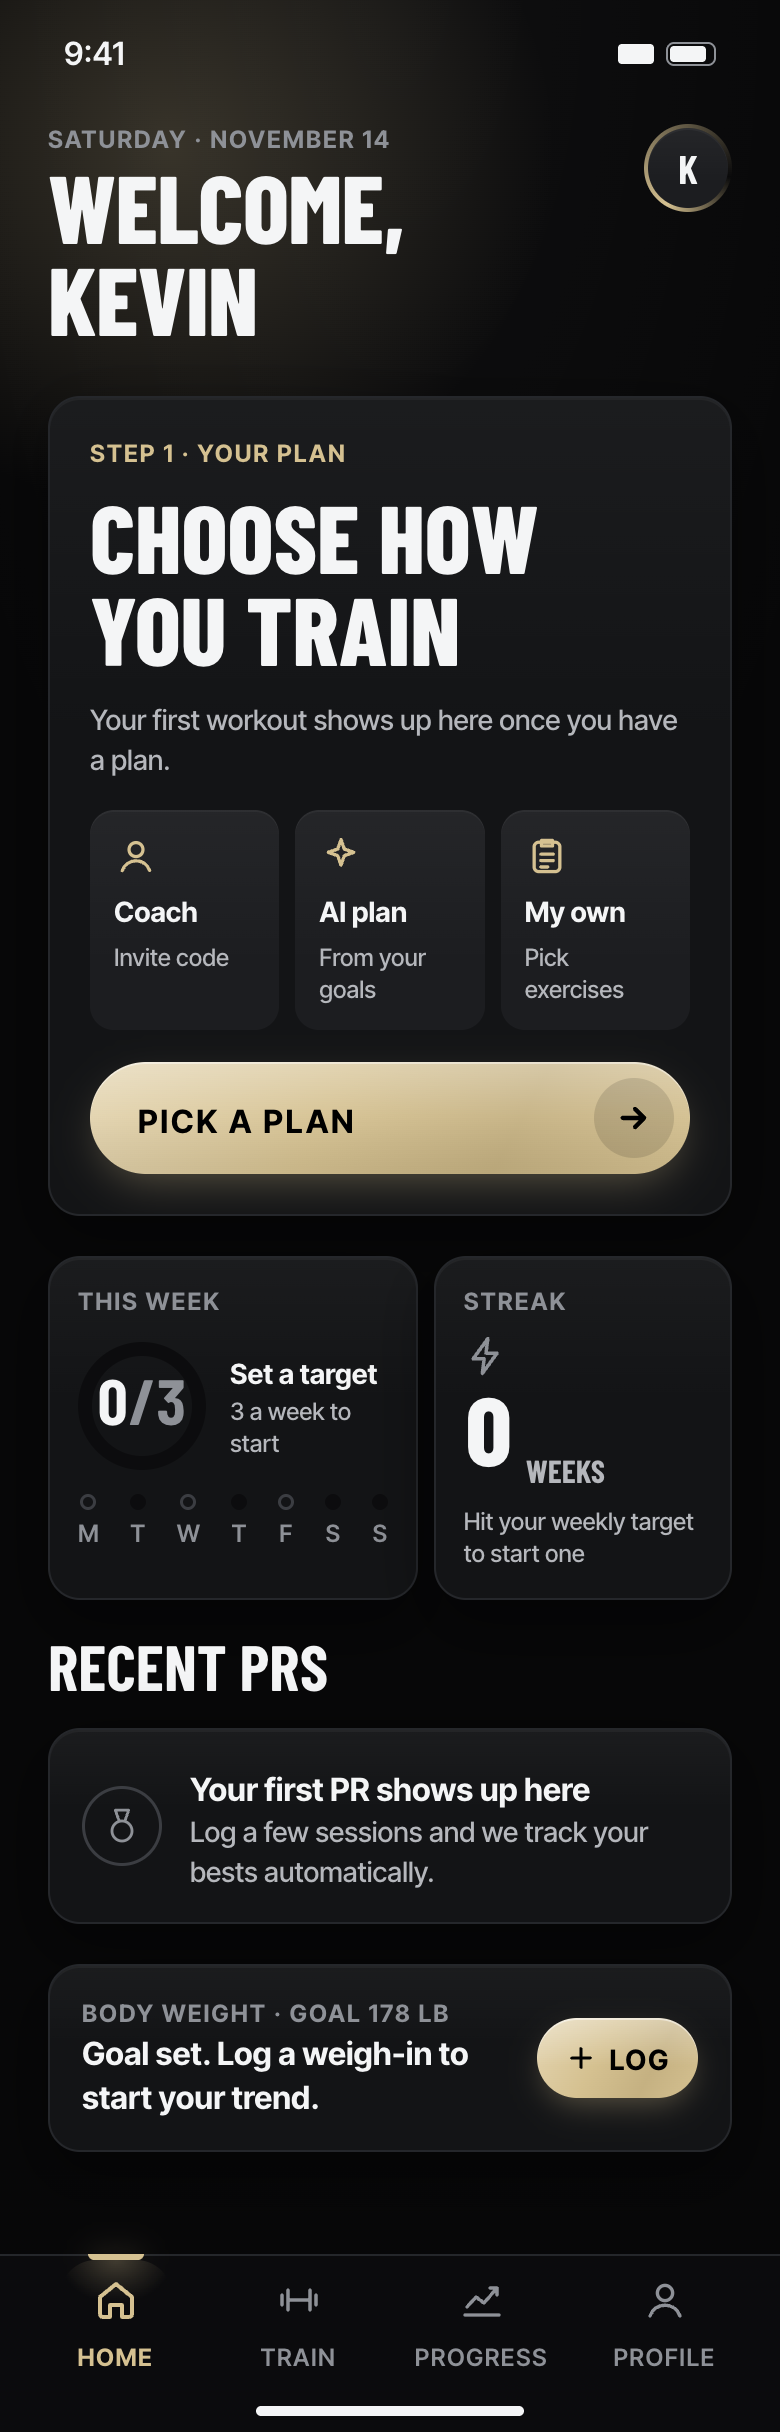 9:41
SATURDAY · NOVEMBER 14
K
WELCOME,
KEVIN
STEP 1 · YOUR PLAN
CHOOSE HOW
YOU TRAIN
Your first workout shows up here once you have
a plan.
Coach
Invite code
AI plan
From your
goals
My own
Pick
exercises
PICK A PLAN
THIS WEEK
0/3
Set a target
3 a week to
start
M T W T F S S
STREAK
0 WEEKS
Hit your weekly target
to start one
RECENT PRS
Your first PR shows up here
Log a few sessions and we track your
bests automatically.
BODY WEIGHT · GOAL 178 LB
Goal set. Log a weigh-in to
start your trend.
+ LOG
HOME TRAIN PROGRESS PROFILE